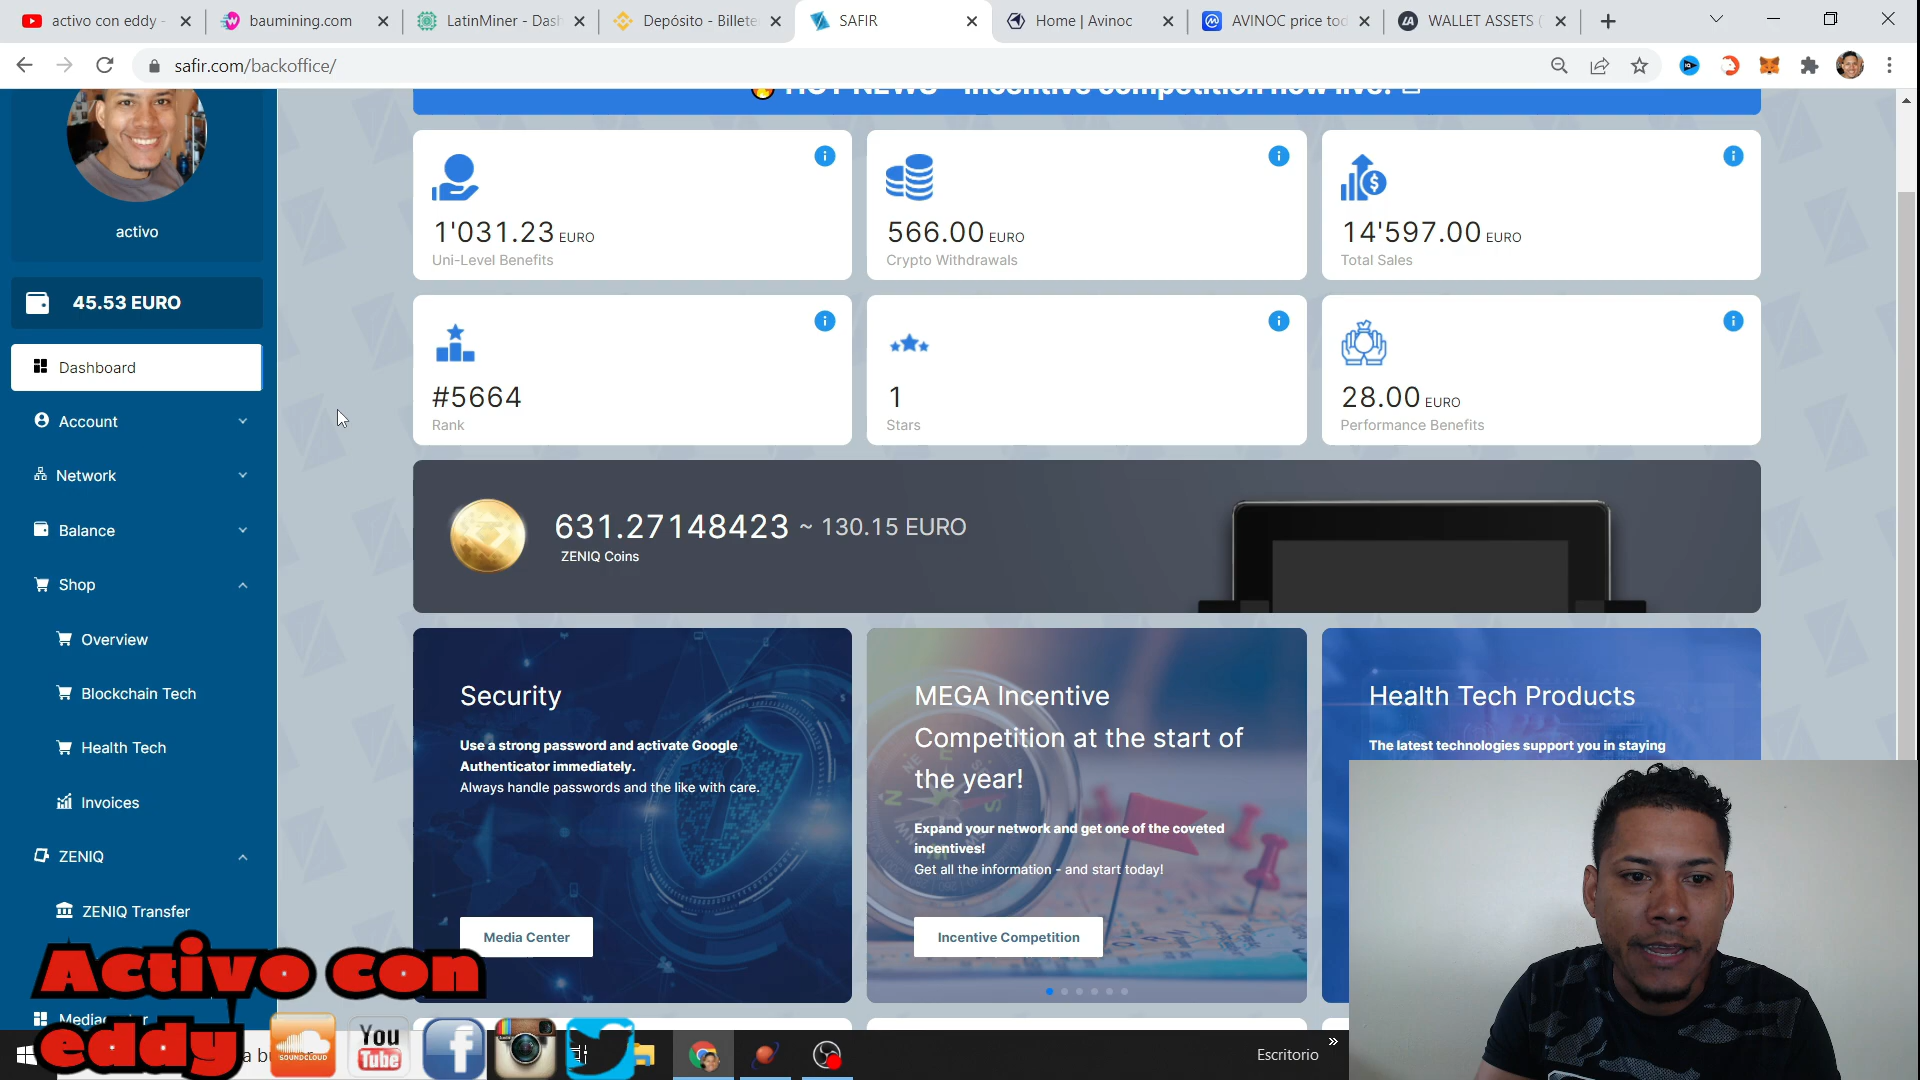 activo con eddy -
baumining.com
LatinMiner - Dash
Depósito - Billete
SAFIR
Home | Avinoc
AVINOC price tod
WALLET ASSETS (
safir.com/backoffice/
HOT NEWS - Incentive competition now live!
activo
45.53 EURO
Dashboard
Account
Network
Balance
Shop
Overview
Blockchain Tech
Health Tech
Invoices
ZENIQ
ZENIQ Transfer
1'031.23 EURO
Uni-Level Benefits
566.00 EURO
Crypto Withdrawals
14'597.00 EURO
Total Sales
#5664
Rank
1
Stars
28.00 EURO
Performance Benefits
631.27148423 ~ 130.15 EURO
ZENIQ Coins
Security
Use a strong password and activate Google
Authenticator immediately.
Always handle passwords and the like with care.
Media Center
MEGA Incentive
Competition at the start of
the year!
Expand your network and get one of the coveted
incentives!
Get all the information - and start today!
Incentive Competition
Health Tech Products
The latest technologies support you in staying
Activo con
eddy
SOUNDCLOUD
You
Tube
Escritorio